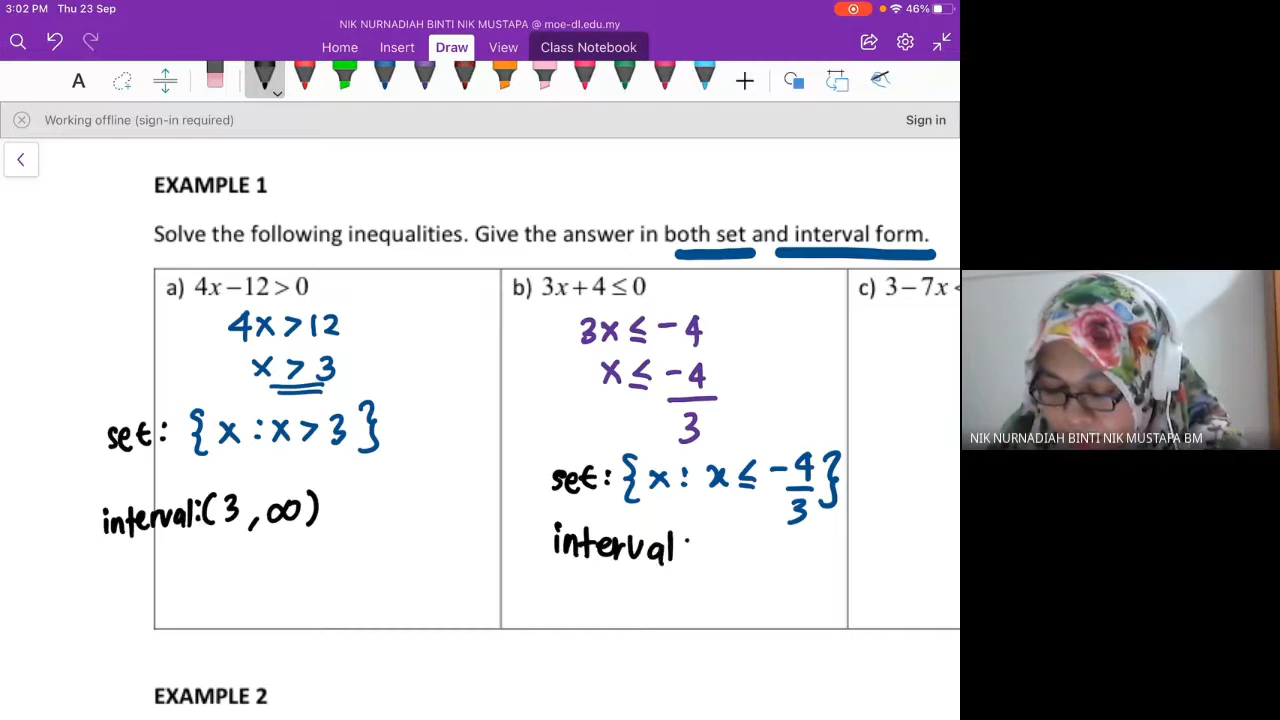 3:02 PM Thu 23 Sep
46%
NIK NURNADIAH BINTI NIK MUSTAPA @ moe-dl.edu.my
Home Insert Draw View Class Notebook
A
Working offline (sign-in required)
Sign in
EXAMPLE 1
Solve the following inequalities. Give the answer in both set and interval form.
a) 4x−12 > 0
4x > 12
x > 3
set: { x : x > 3 }
interval: (3 , ∞)
b) 3x+4 ≤ 0
3x ≤ −4
x ≤ −4/3
set: { x : x ≤ −4/3 }
interval ·
c) 3−7x <
NIK NURNADIAH BINTI NIK MUSTAPA BM
EXAMPLE 2